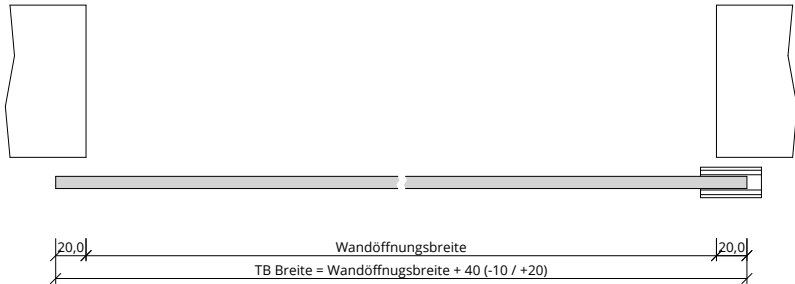 20,0 Wandöffnungsbreite 20,0
TB Breite = Wandöffnugsbreite + 40 (-10 / +20)